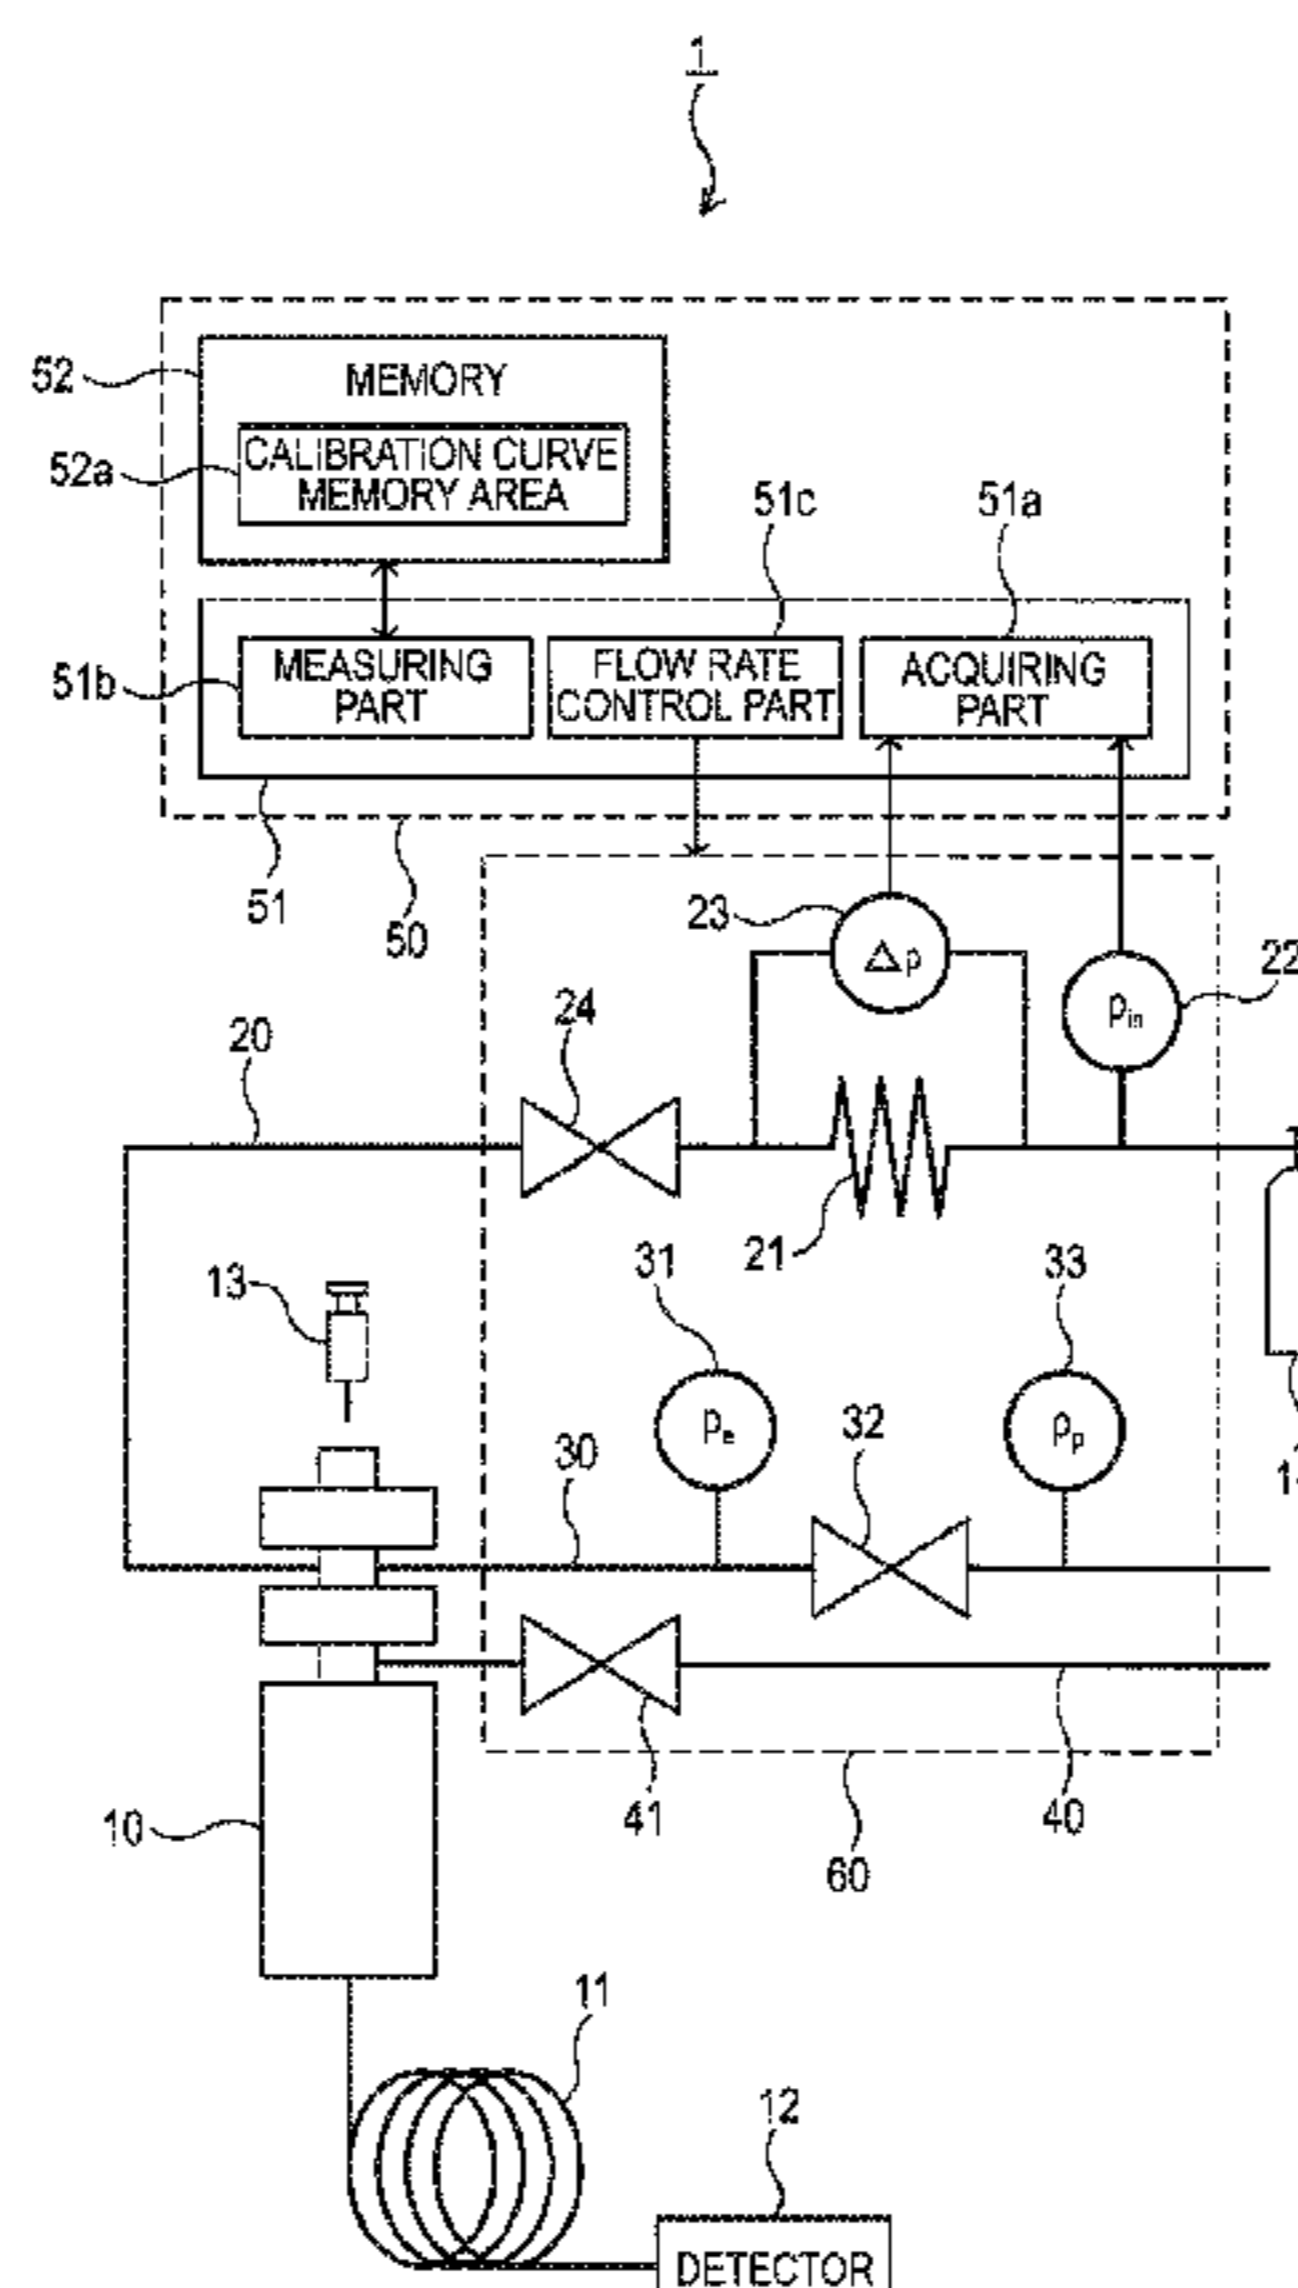 1
52
MEMORY
52a
CALIBRATION CURVE
MEMORY AREA
51c
51a
51b
MEASURING
PART
FLOW RATE
CONTROL PART
ACQUIRING
PART
51
50
23
Δp
22
Pin
24
20
21
31
33
13
Pe
Pp
32
30
41
40
10
60
11
12
DETECTOR